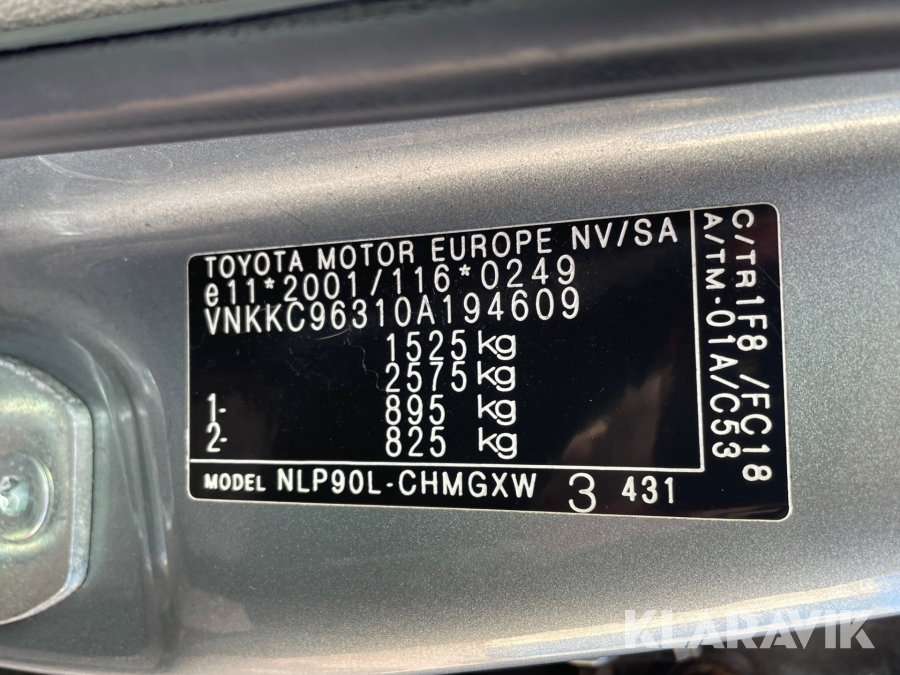 TOYOTA MOTOR EUROPE NV/SA
e11*2001/116*0249
VNKKC96310A194609
1525 kg
2575 kg
1- 895 kg
2- 825 kg
MODEL NLP90L-CHMGXW 3 431
C/TR1F8 /FC18
A/TM-01A/C53
KLARAVIK